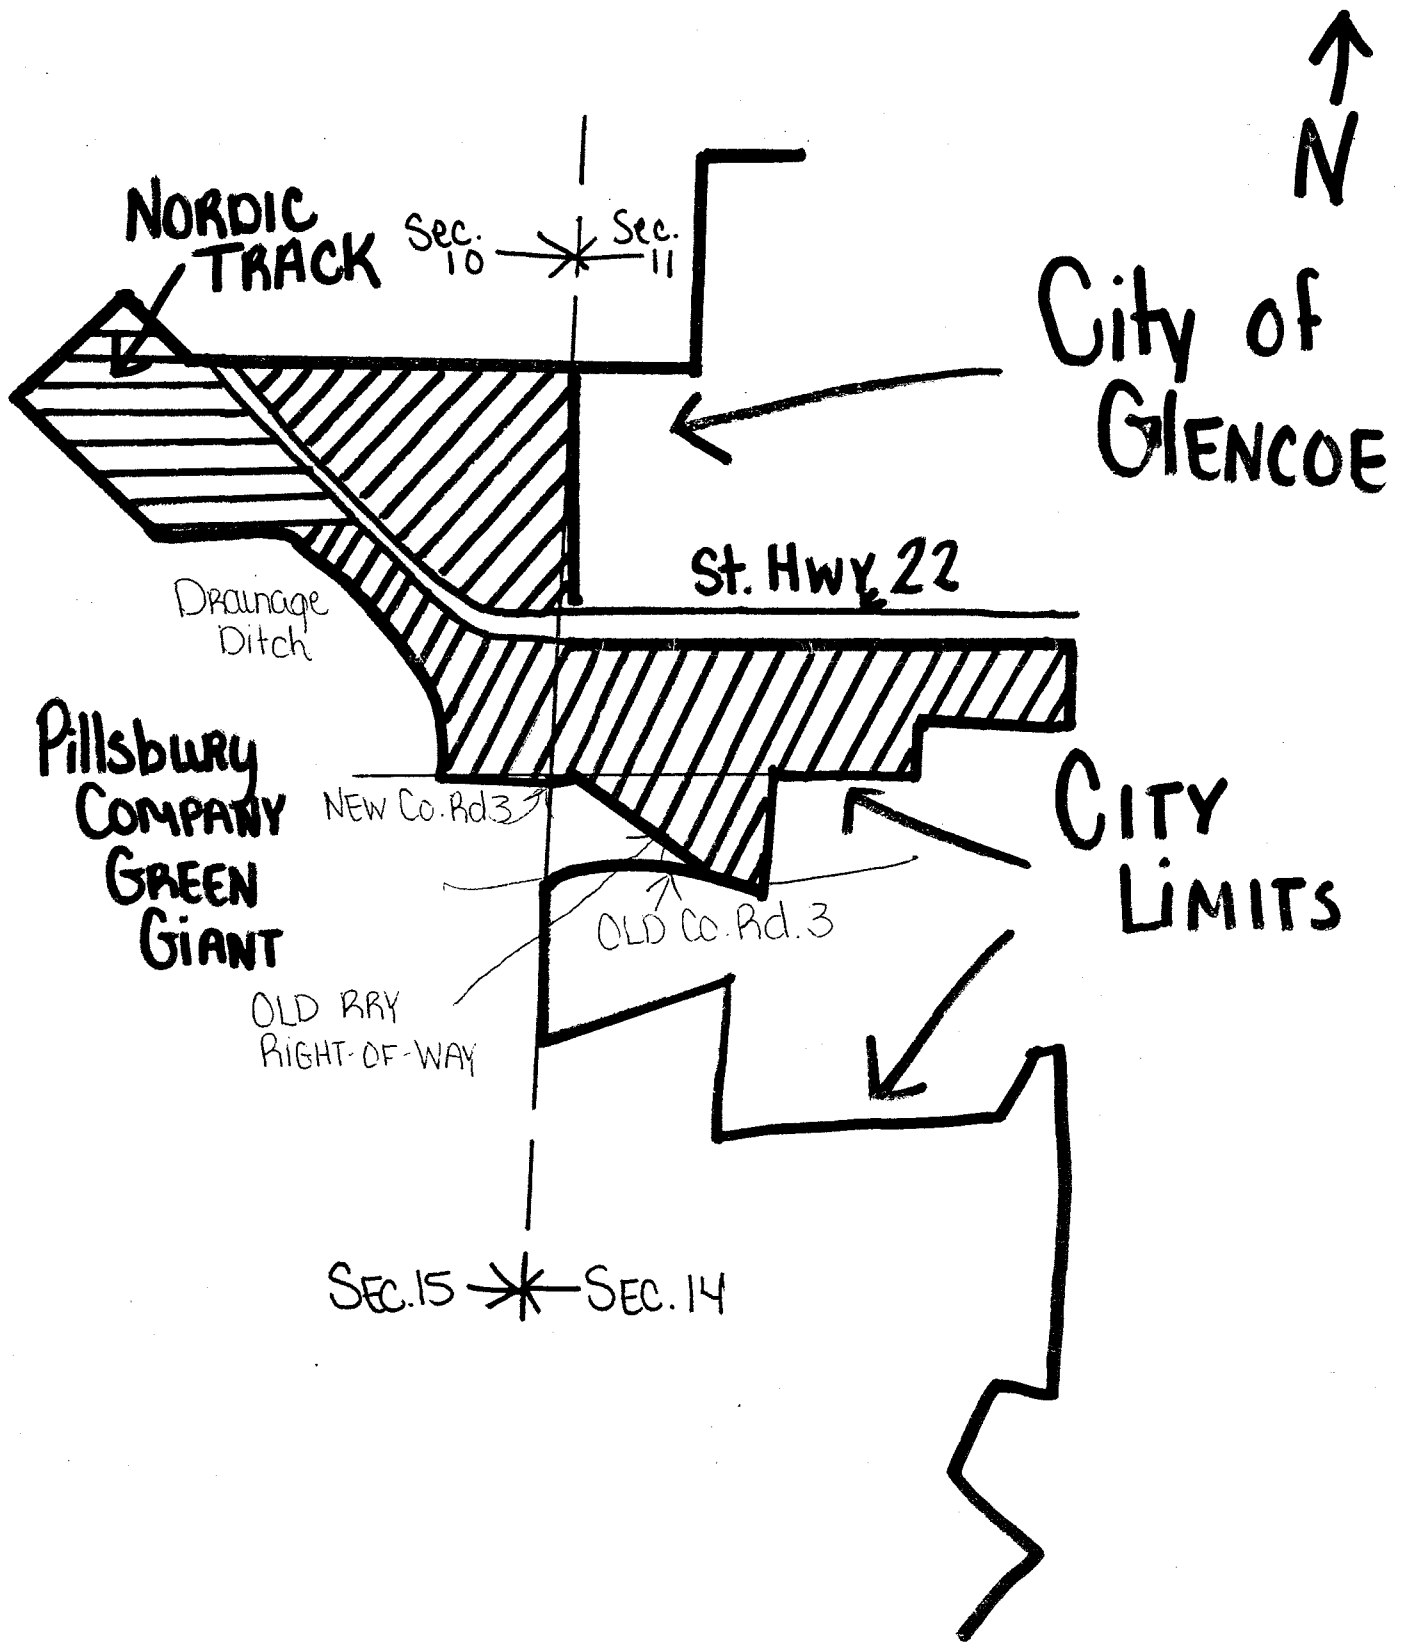 N
NORDIC
TRACK
Sec.
10
Sec.
11
City of
GlENCOE
St. Hwy. 22
Drainage
Ditch
Pillsbury
COMPANY
GREEN
GiANT
NEW Co. Rd. 3
CITY
LiMITS
OLD Co. Rd. 3
OLD RRY
RIGHT-OF-WAY
SEC. 15
SEC. 14